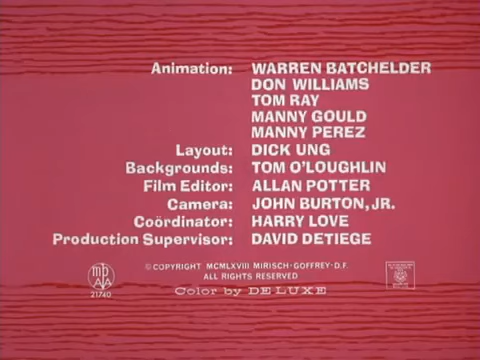 Animation: WARREN BATCHELDER
DON WILLIAMS
TOM RAY
MANNY GOULD
MANNY PEREZ
Layout: DICK UNG
Backgrounds: TOM O'LOUGHLIN
Film Editor: ALLAN POTTER
Camera: JOHN BURTON, JR.
Coördinator: HARRY LOVE
Production Supervisor: DAVID DETIEGE
© COPYRIGHT MCMLXVIII MIRISCH-GOFFREY-D.F.
ALL RIGHTS RESERVED
Color by DELUXE
21740